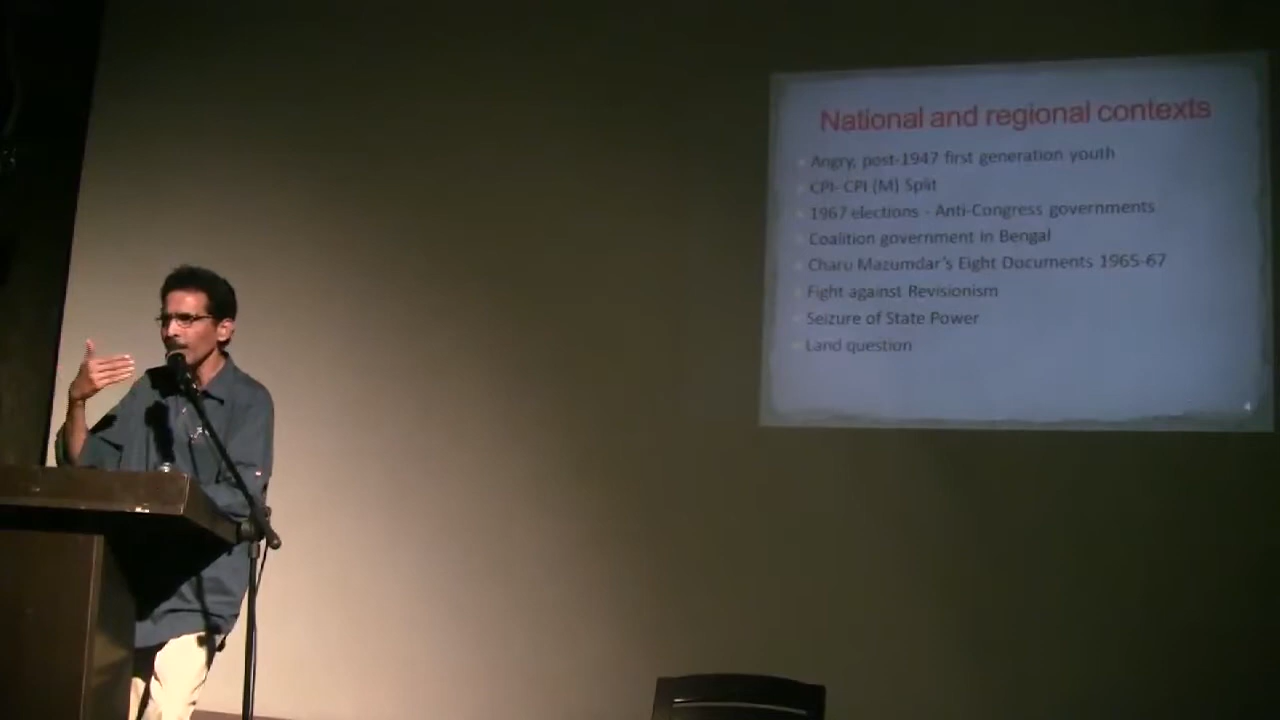 National and regional contexts
Angry, post-1947 first generation youth
CPI- CPI (M) Split
1967 elections - Anti-Congress governments
Coalition government in Bengal
Charu Mazumdar's Eight Documents 1965-67
Fight against Revisionism
Seizure of State Power
Land question
4